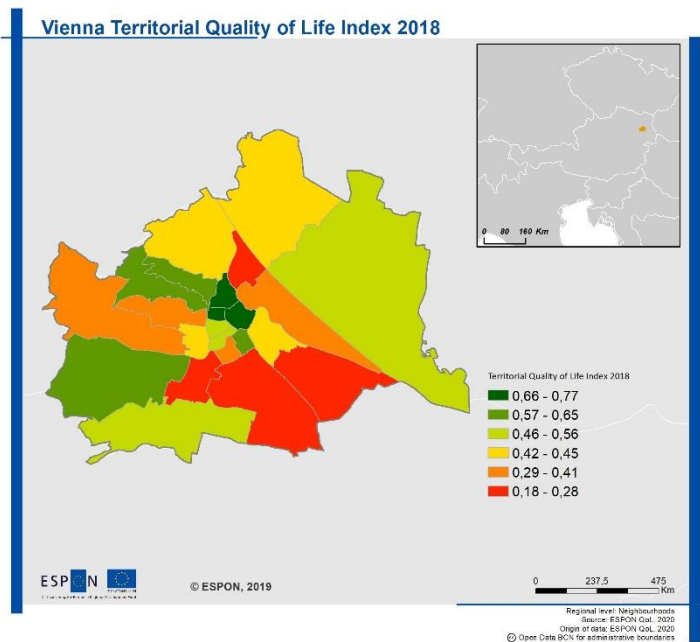 Vienna Territorial Quality of Life Index 2018
0 80 160 Km
Territorial Quality of Life Index 2018
0,66 - 0,77
0,57 - 0,65
0,46 - 0,56
0,42 - 0,45
0,29 - 0,41
0,18 - 0,28
ESPON
© ESPON, 2019
0 237,5 475
Km
Regional level: Neighbourhoods
Source: ESPON QoL, 2020
Origin of data: ESPON QoL, 2020
Open Data BCN for administrative boundaries